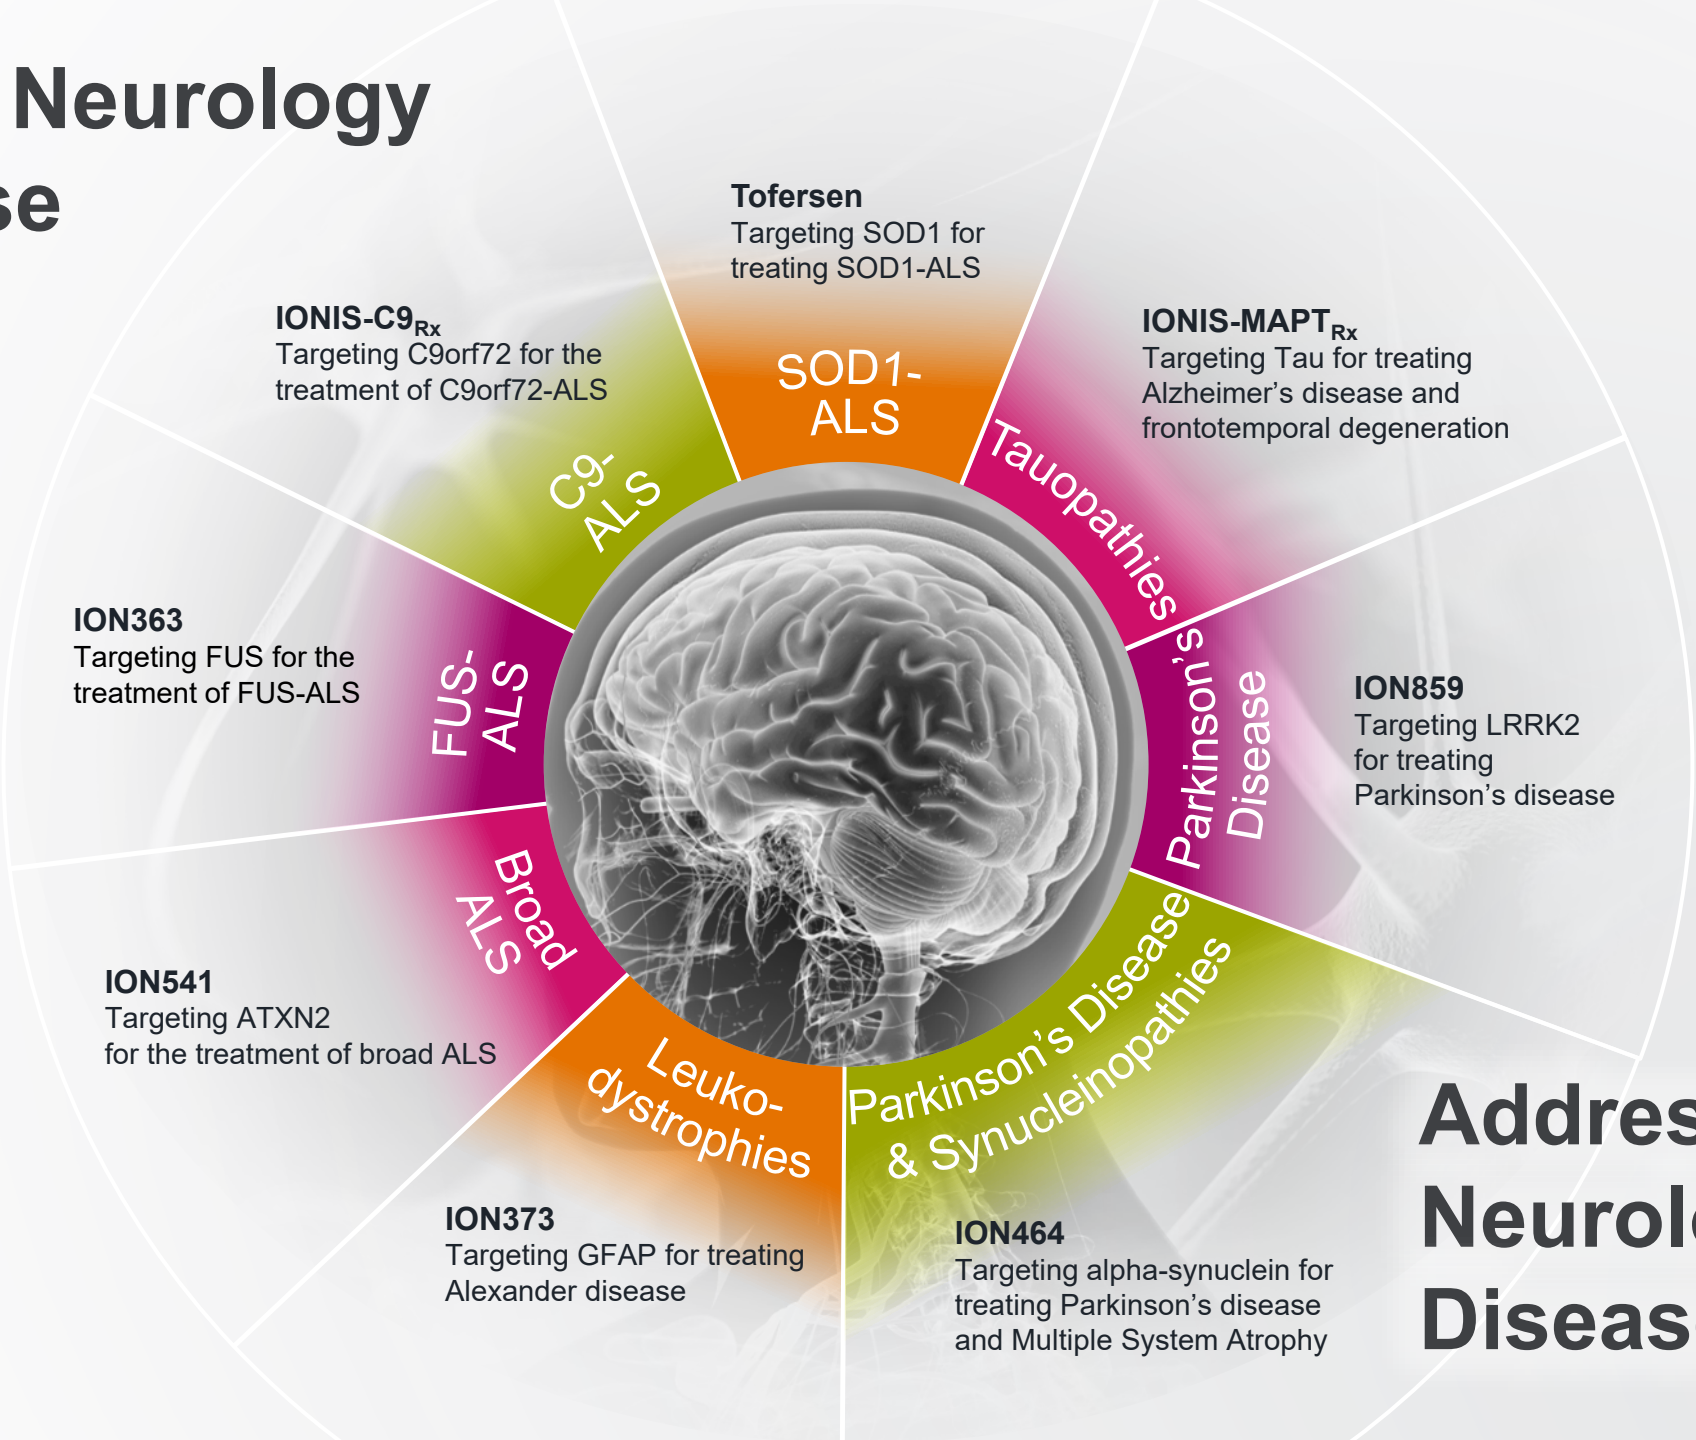 Neurology
se
Tofersen
Targeting SOD1 for
treating SOD1-ALS
SOD1-
ALS
IONIS-MAPTRx
Targeting Tau for treating
Alzheimer’s disease and
frontotemporal degeneration
Tauopathies
ION859
Targeting LRRK2
for treating
Parkinson’s disease
Parkinson’s
Disease
ION464
Targeting alpha-synuclein for
treating Parkinson’s disease
and Multiple System Atrophy
Parkinson’s Disease
& Synucleinopathies
ION373
Targeting GFAP for treating
Alexander disease
Leuko-
dystrophies
ION541
Targeting ATXN2
for the treatment of broad ALS
Broad
ALS
ION363
Targeting FUS for the
treatment of FUS-ALS
FUS-
ALS
IONIS-C9Rx
Targeting C9orf72 for the
treatment of C9orf72-ALS
C9-
ALS
Addres
Neurol
Diseas